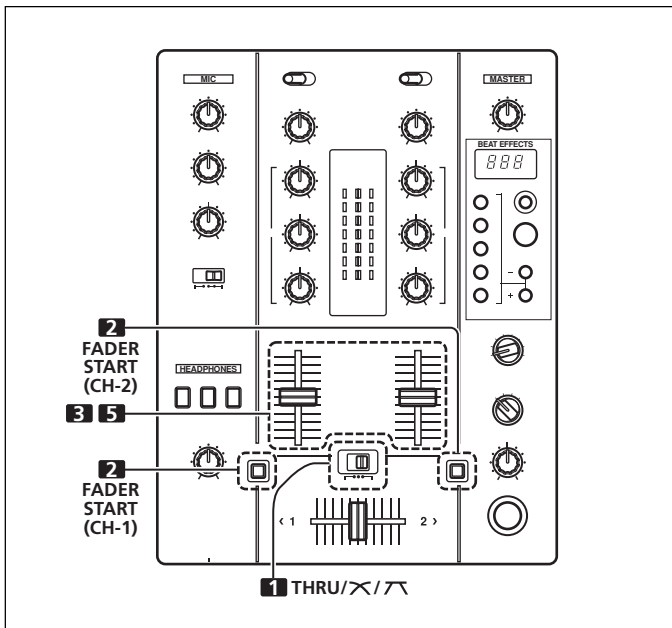 MIC
MASTER
BEAT EFFECTS
888
−
+
2
FADER
START
(CH-2)
HEADPHONES
3 5
2
FADER
START
(CH-1)
‹ 1
2 ›
1 THRU/